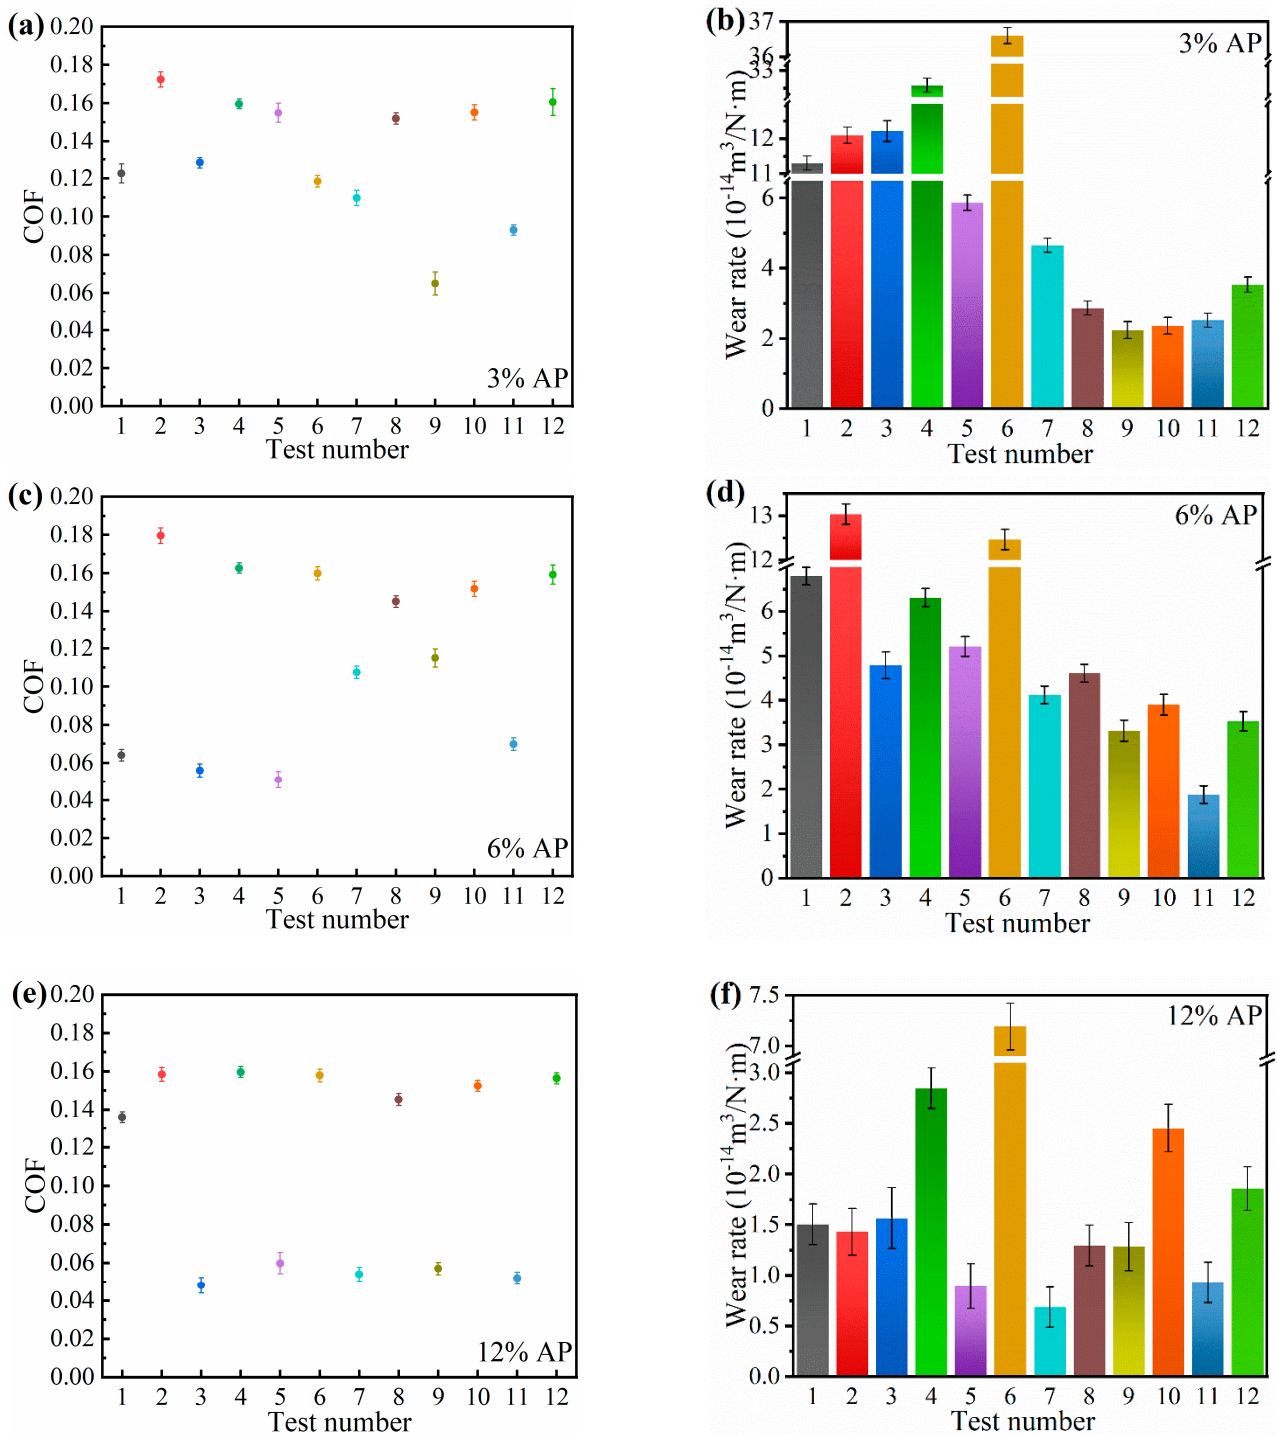 (a)
0.20
0.18
0.16
0.14
0.12
0.10
0.08
0.06
0.04
0.02
0.00
COF
3% AP
1 2 3 4 5 6 7 8 9 10 11 12
Test number
(b)
37
36
33
12
11
6
4
2
0
Wear rate (10⁻¹⁴m³/N·m)
3% AP
1 2 3 4 5 6 7 8 9 10 11 12
Test number
(c)
0.20
0.18
0.16
0.14
0.12
0.10
0.08
0.06
0.04
0.02
0.00
COF
6% AP
1 2 3 4 5 6 7 8 9 10 11 12
Test number
(d)
13
12
6
5
4
3
2
1
0
Wear rate (10⁻¹⁴m³/N·m)
6% AP
1 2 3 4 5 6 7 8 9 10 11 12
Test number
(e)
0.20
0.18
0.16
0.14
0.12
0.10
0.08
0.06
0.04
0.02
0.00
COF
12% AP
1 2 3 4 5 6 7 8 9 10 11 12
Test number
(f)
7.5
7.0
3.0
2.5
2.0
1.5
1.0
0.5
0.0
Wear rate (10⁻¹⁴m³/N·m)
12% AP
1 2 3 4 5 6 7 8 9 10 11 12
Test number